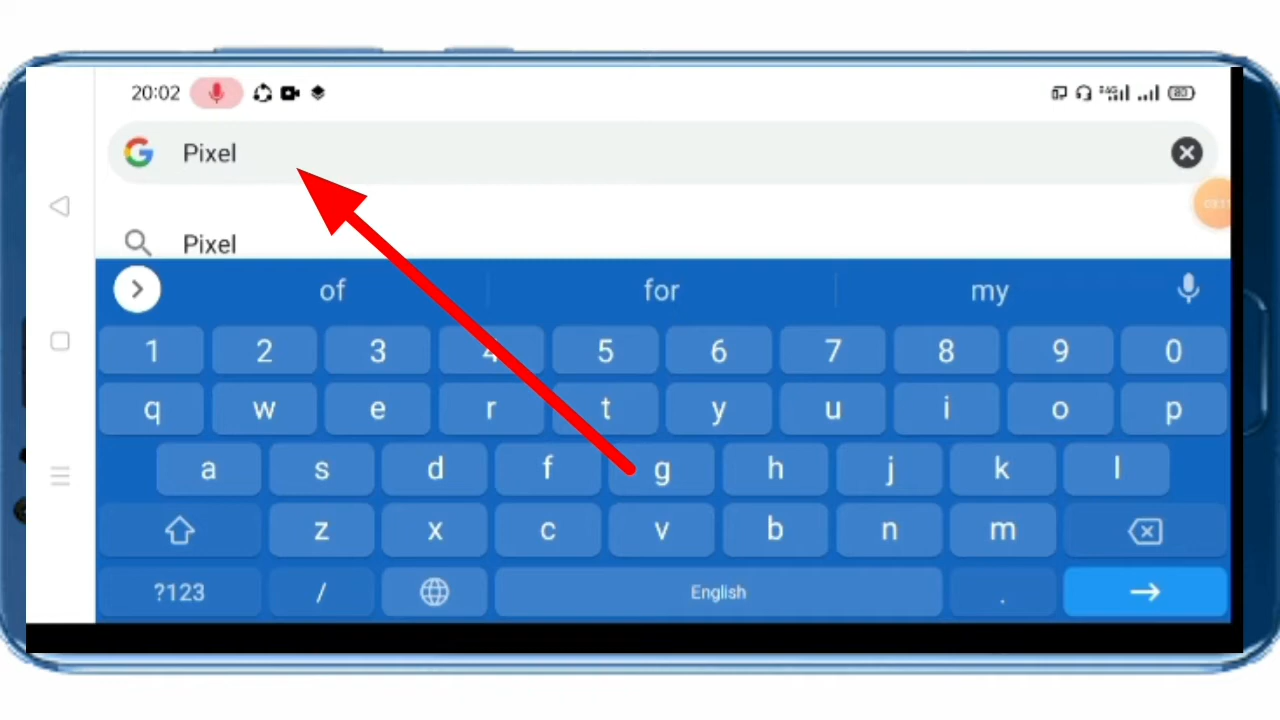 20:02
Pixel
Pixel
of for my
1 2 3 4 5 6 7 8 9 0
q w e r t y u i o p
a s d f g h j k l
z x c v b n m
?123 / English .